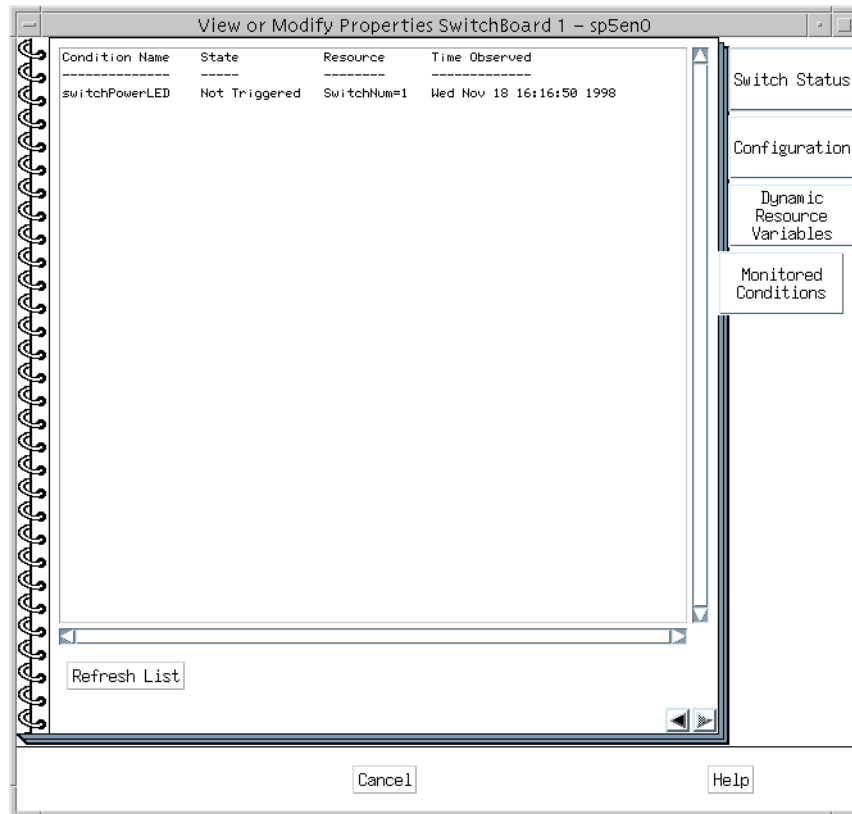 View or Modify Properties SwitchBoard 1 - sp5en0
Condition Name State Resource Time Observed
-------------- ----- -------- -------------
switchPowerLED Not Triggered SwitchNum=1 Wed Nov 18 16:16:50 1998
Switch Status
Configuration
Dynamic
Resource
Variables
Monitored
Conditions
Refresh List
Cancel
Help